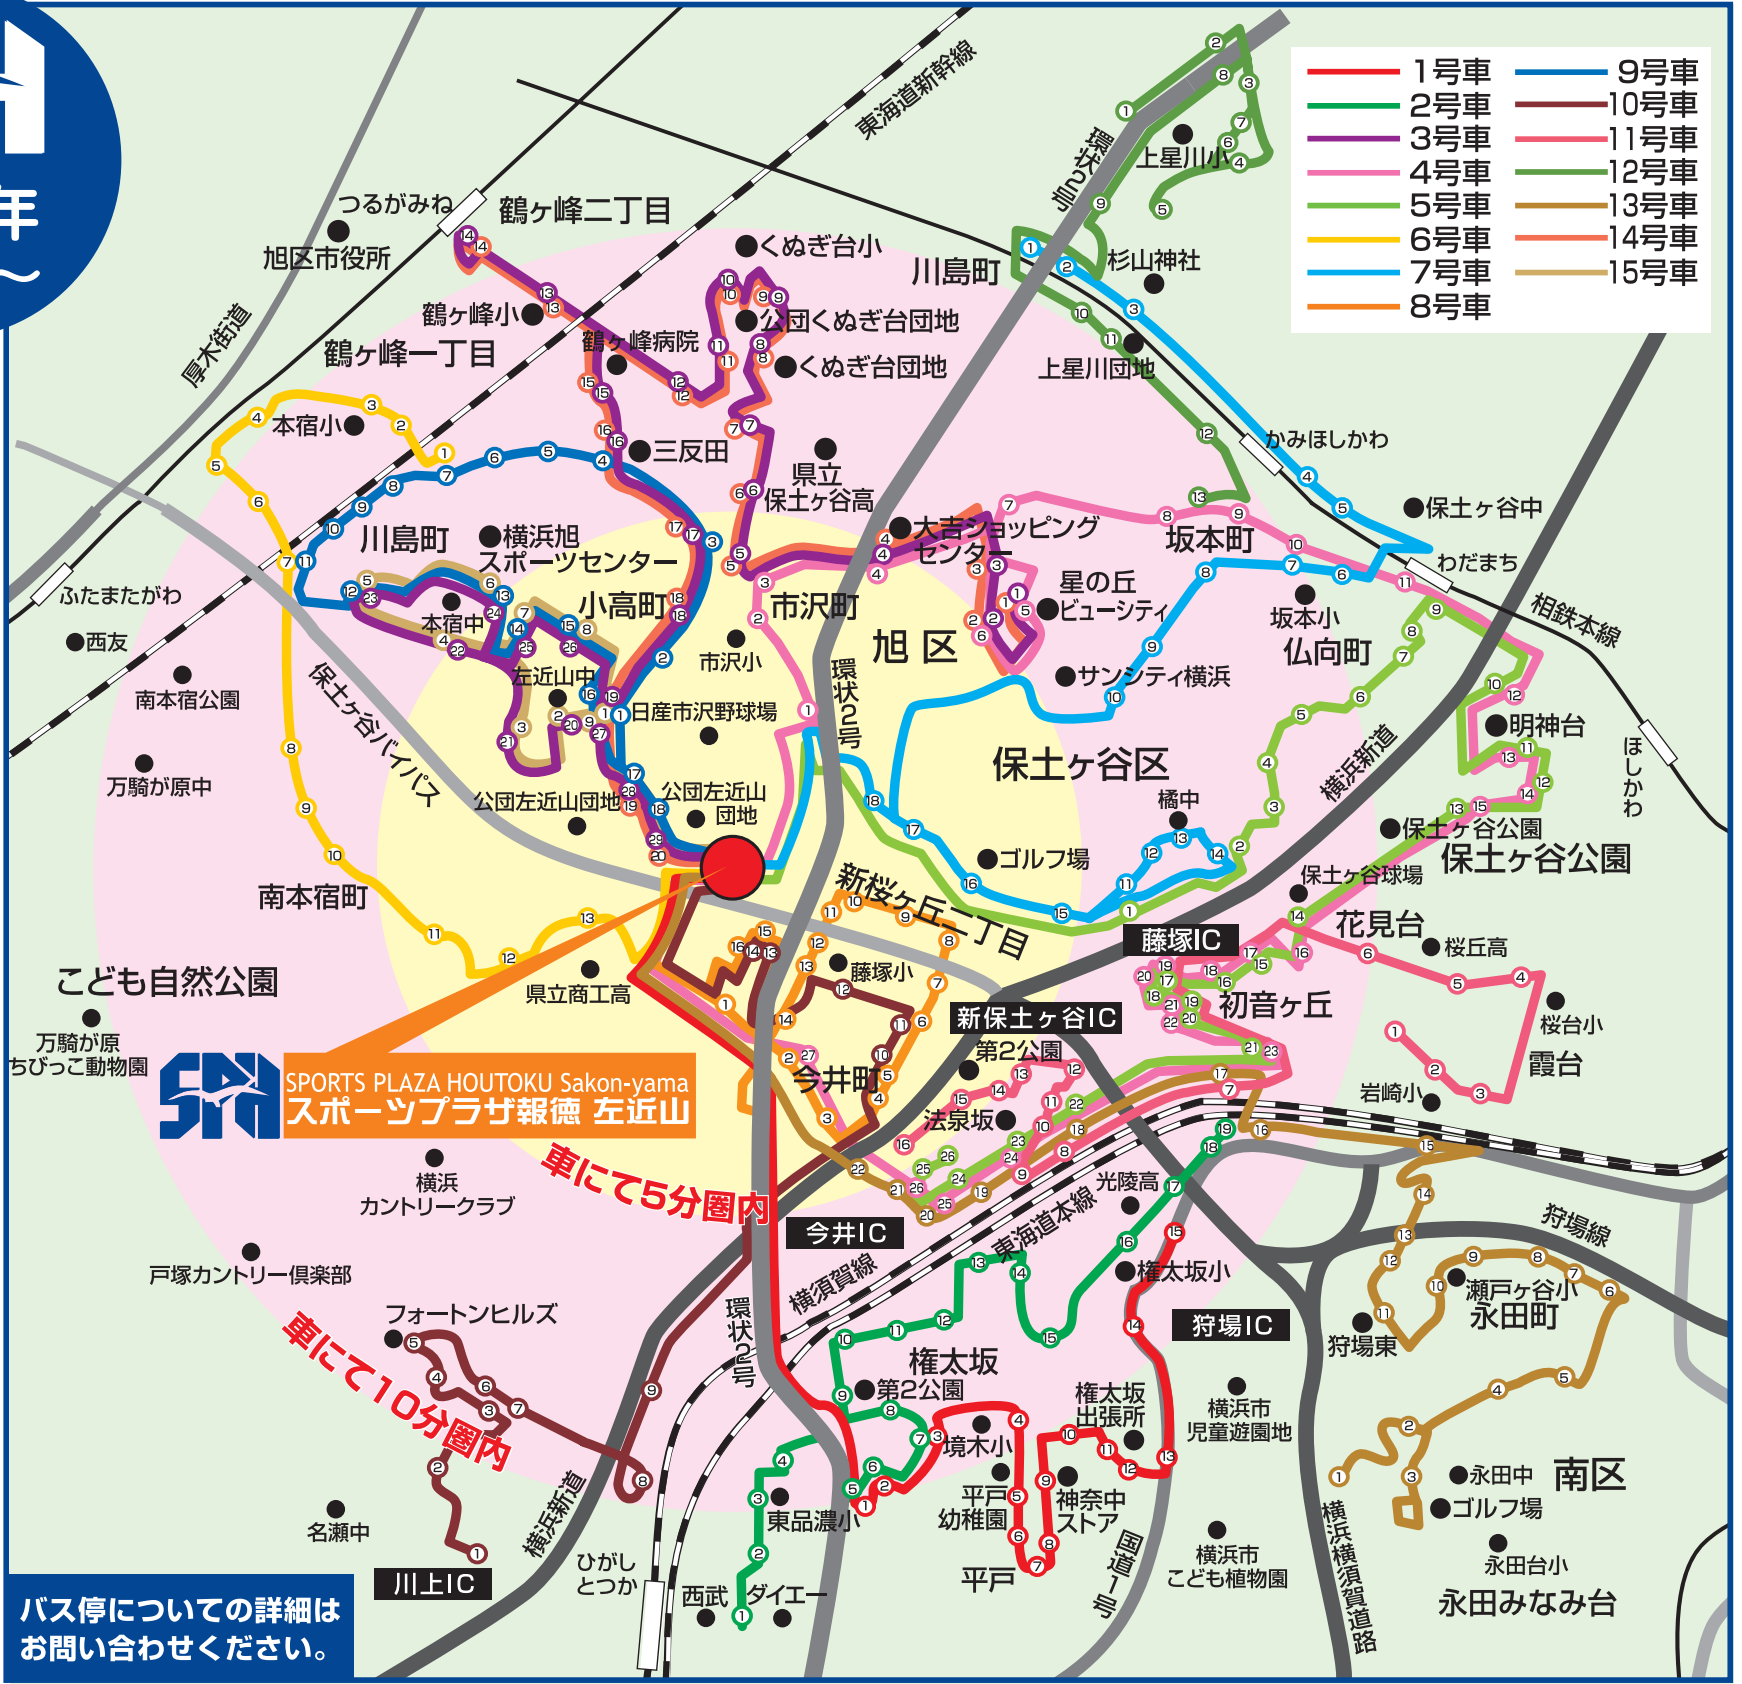 年
～
1号車
2号車
3号車
4号車
5号車
6号車
7号車
8号車
9号車
10号車
11号車
12号車
13号車
14号車
15号車
東海道新幹線
環状2号
上星川小
つるがみね
鶴ヶ峰二丁目
旭区市役所
くぬぎ台小
川島町
杉山神社
厚木街道
鶴ヶ峰小
公団くぬぎ台団地
鶴ヶ峰一丁目
鶴ヶ峰病院
くぬぎ台団地
上星川団地
本宿小
かみほしかわ
三反田
県立
保土ヶ谷高
保土ヶ谷中
川島町
横浜旭
スポーツセンター
大吉ショッピング
センター
坂本町
わだまち
ふたまたがわ
小高町
市沢町
星の丘
ビューシティ
坂本小
相鉄本線
西友
本宿中
市沢小
旭区
仏向町
南本宿公園
保土ヶ谷バイパス
左近山中
環状2号
サンシティ横浜
日産市沢野球場
明神台
ほしかわ
万騎が原中
保土ヶ谷区
横浜新道
公団左近山団地
公団左近山
団地
橘中
保土ヶ谷公園
保土ヶ谷公園
ゴルフ場
保土ヶ谷球場
南本宿町
新桜ヶ丘二丁目
藤塚IC
花見台
桜丘高
こども自然公園
県立商工高
藤塚小
新保土ヶ谷IC
初音ヶ丘
桜台小
霞台
万騎が原
ちびっこ動物園
第2公園
今井町
岩崎小
SPH
SPORTS PLAZA HOUTOKU Sakon-yama
スポーツプラザ報徳 左近山
法泉坂
車にて5分圏内
横浜
カントリークラブ
光陵高
今井IC
東海道本線
狩場線
戸塚カントリー倶楽部
横須賀線
権太坂小
瀬戸ヶ谷小
永田町
フォートンヒルズ
環状2号
狩場IC
狩場東
車にて10分圏内
権太坂
第2公園
権太坂
出張所
横浜市
児童遊園地
境木小
永田中
南区
平戸
幼稚園
神奈中
ストア
ゴルフ場
東品濃小
名瀬中
横浜新道
国道1号
横浜市
こども植物園
横浜横須賀道路
永田台小
川上IC
ひがし
とつか
平戸
西武
ダイエー
永田みなみ台
バス停についての詳細は
お問い合わせください。